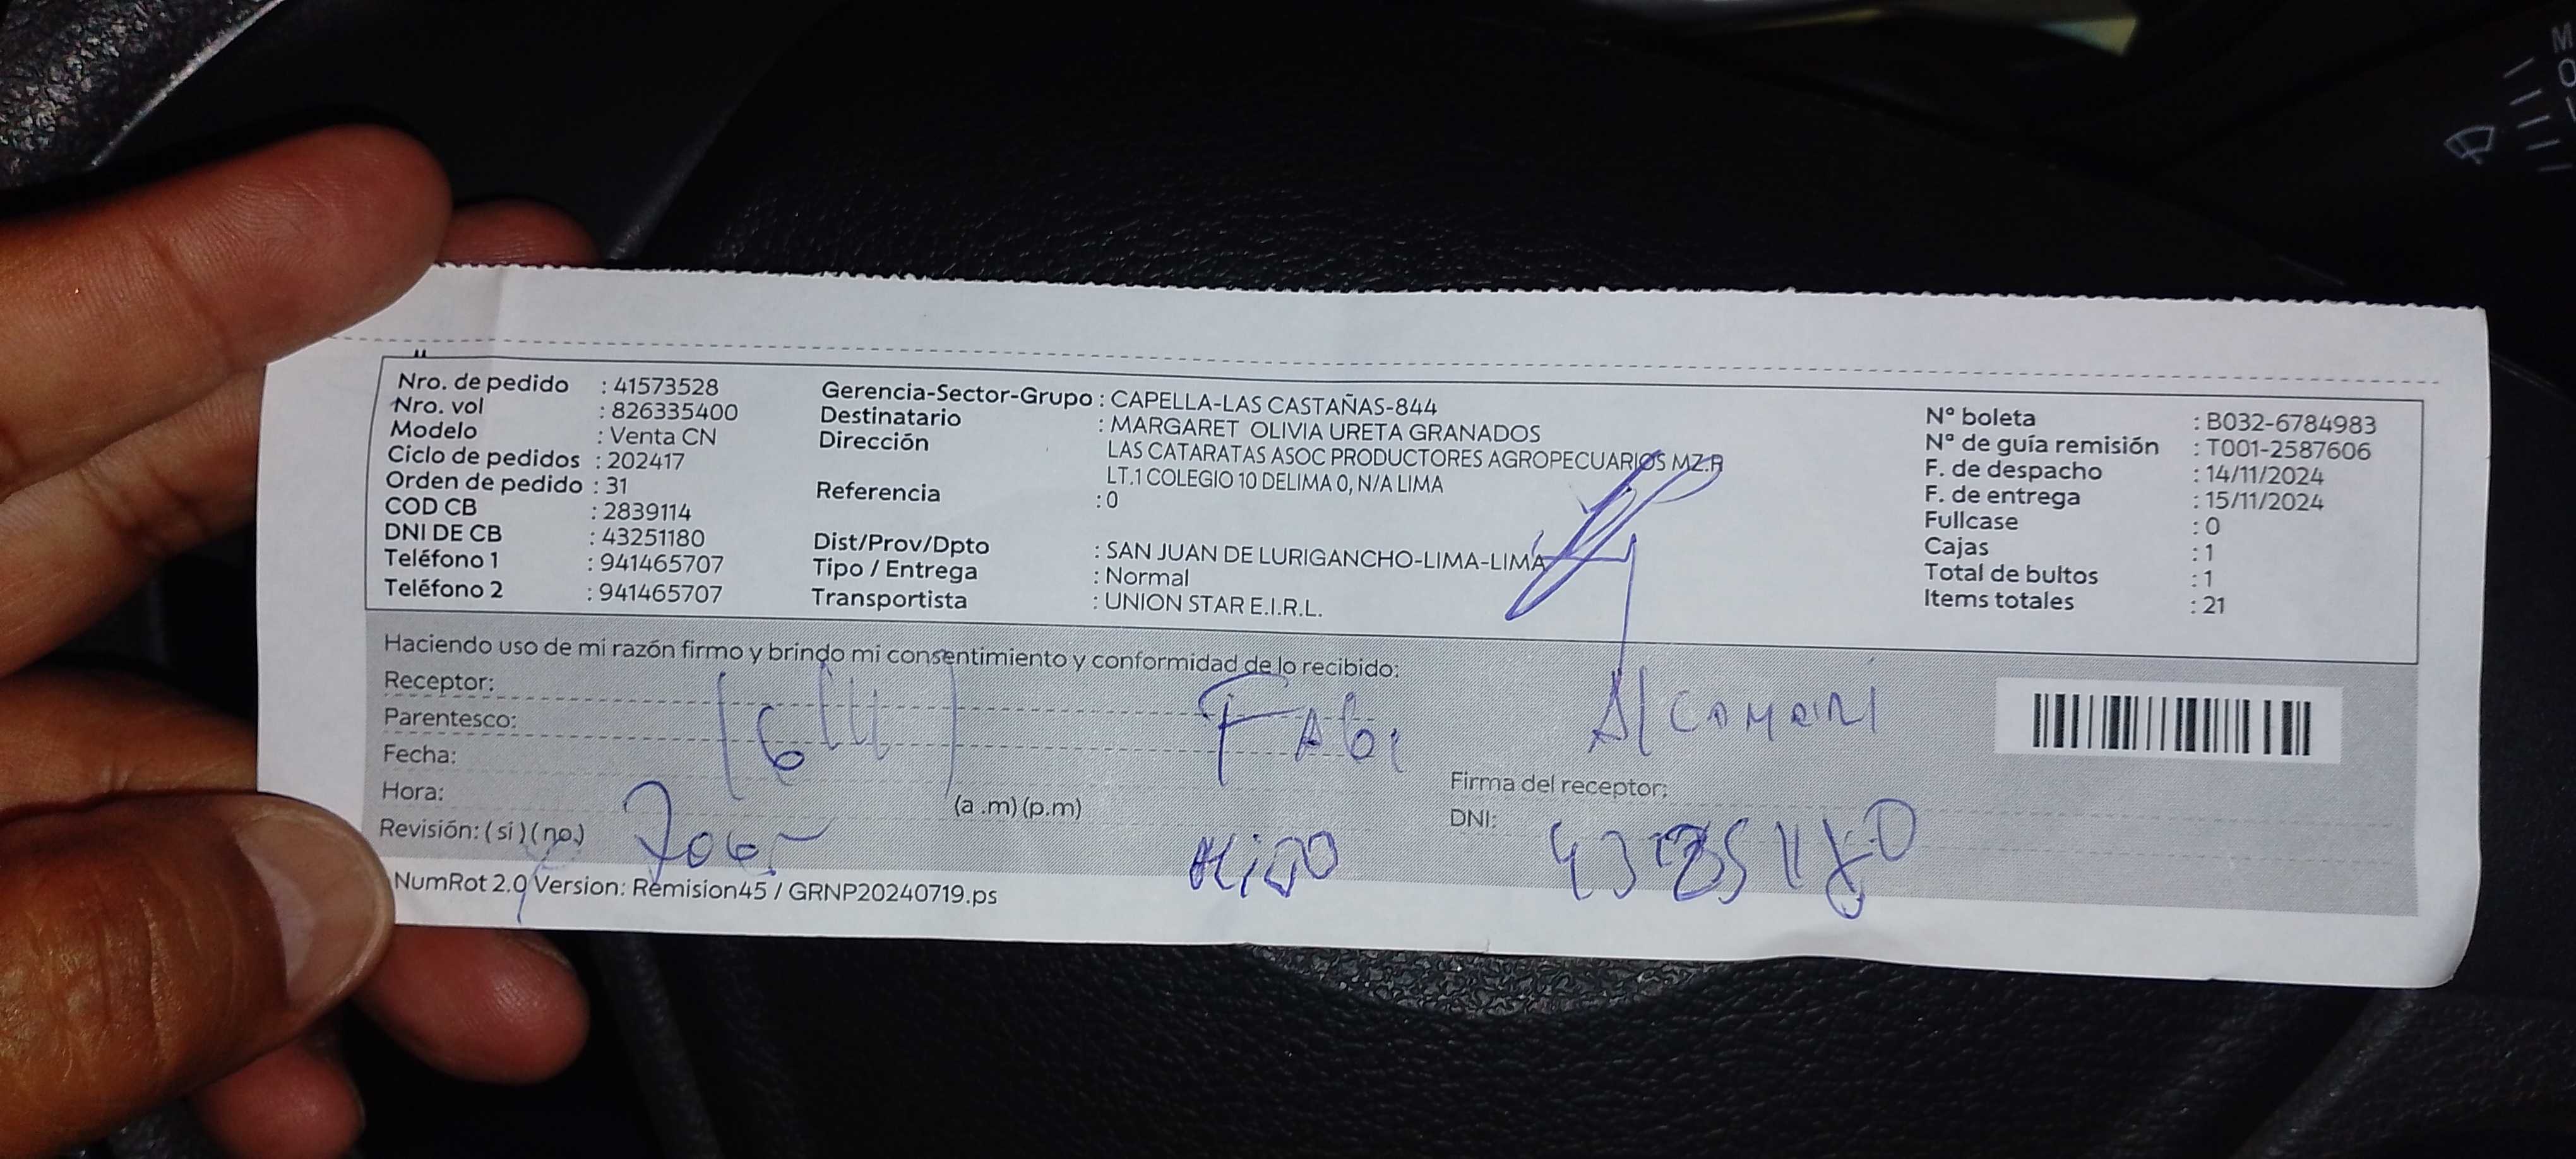 Nro. de pedido : 41573528
Nro. vol : 826335400
Modelo : Venta CN
Ciclo de pedidos : 202417
Orden de pedido : 31
COD CB : 2839114
DNI DE CB : 43251180
Teléfono 1 : 941465707
Teléfono 2 : 941465707
Gerencia-Sector-Grupo : CAPELLA-LAS CASTAÑAS-844
Destinatario : MARGARET OLIVIA URETA GRANADOS
Dirección LAS CATARATAS ASOC PRODUCTORES AGROPECUARIOS MZ.
LT.1 COLEGIO 10 DELIMA 0, N/A LIMA
Referencia : 0
Dist/Prov/Dpto : SAN JUAN DE LURIGANCHO-LIMA-LIMA
Tipo / Entrega : Normal
Transportista : UNION STAR E.I.R.L.
N° boleta : B032-6784983
N° de guía remisión : T001-2587606
F. de despacho : 14/11/2024
F. de entrega : 15/11/2024
Fullcase : 0
Cajas : 1
Total de bultos : 1
Items totales : 21
Haciendo uso de mi razón firmo y brindo mi consentimiento y conformidad de lo recibido:
Receptor:
Parentesco:
Fecha:
Hora: (a .m) (p.m)
Revisión: ( si ) ( no.)
Firma del receptor:
DNI:
NumRot 2.0 Version: Remision45 / GRNP20240719.ps